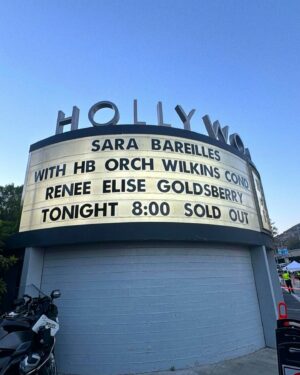 HOLLYWO
SARA BAREILLES
WITH HB ORCH WILKINS COND
RENEE ELISE GOLDSBERRY
TONIGHT 8:00 SOLD OUT